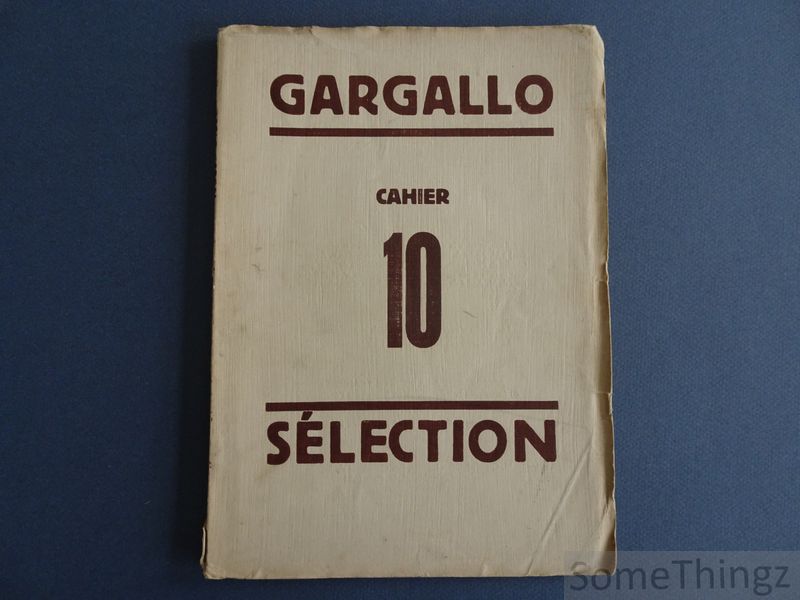 GARGALLO
CAHIER
10
SÉLECTION
SomeThingz